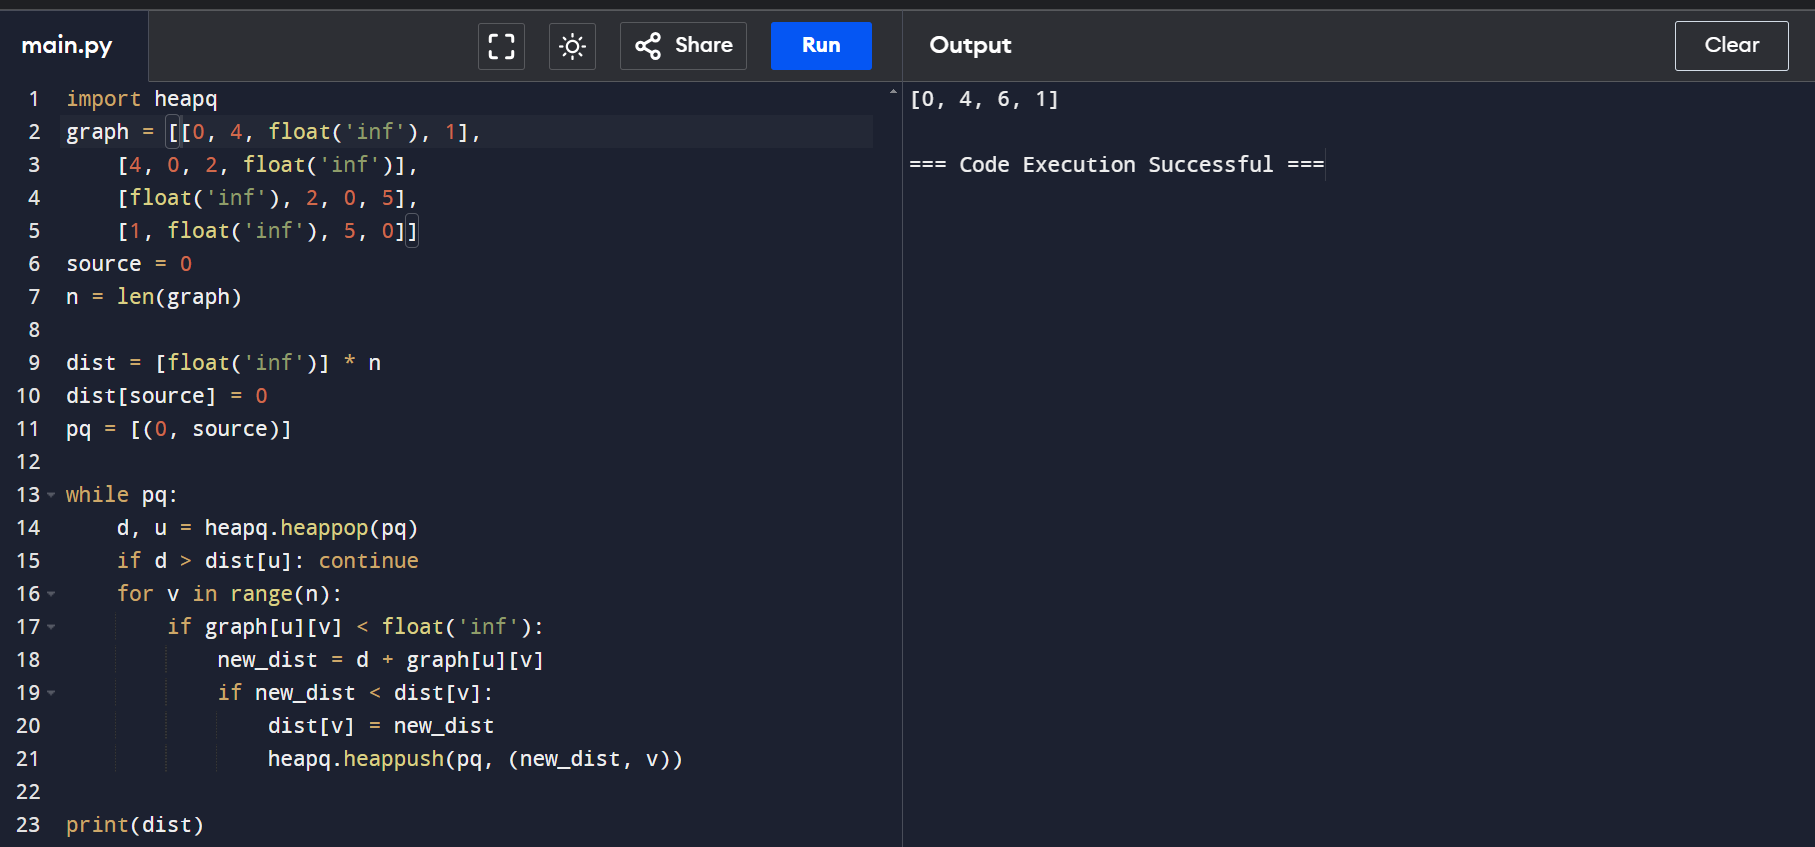 main.py
Share
Run
Output
Clear
1 import heapq
2 graph = [[0, 4, float('inf'), 1],
3     [4, 0, 2, float('inf')],
4     [float('inf'), 2, 0, 5],
5     [1, float('inf'), 5, 0]]
6 source = 0
7 n = len(graph)
8
9 dist = [float('inf')] * n
10 dist[source] = 0
11 pq = [(0, source)]
12
13 while pq:
14     d, u = heapq.heappop(pq)
15     if d > dist[u]: continue
16     for v in range(n):
17         if graph[u][v] < float('inf'):
18             new_dist = d + graph[u][v]
19             if new_dist < dist[v]:
20                 dist[v] = new_dist
21                 heapq.heappush(pq, (new_dist, v))
22
23 print(dist)
[0, 4, 6, 1]
=== Code Execution Successful ===